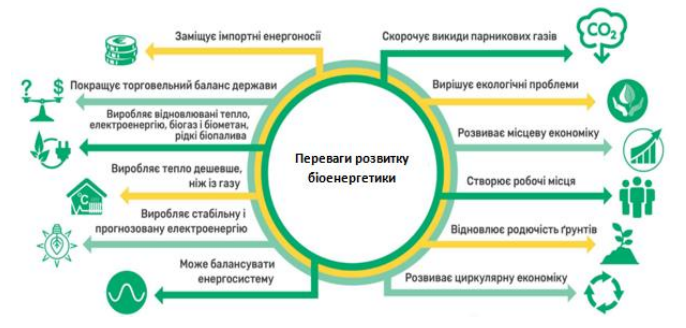 Переваги розвитку
біоенергетики
Заміщує імпортні енергоносії
Покращує торговельний баланс держави
Виробляє відновлювані тепло,
електроенергію, біогаз і біометан,
рідкі біопалива
Виробляє тепло дешевше,
ніж із газу
Виробляє стабільну і
прогнозовану електроенергію
Може балансувати
енергосистему
Скорочує викиди парникових газів
Вирішує екологічні проблеми
Розвиває місцеву економіку
Створює робочі місця
Відновлює родючість ґрунтів
Розвиває циркулярну економіку
? $
°C
CO₂